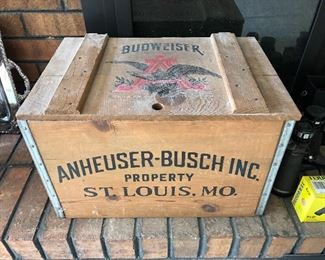 BUDWEISER
ANHEUSER-BUSCH INC.
PROPERTY
ST. LOUIS, MO.